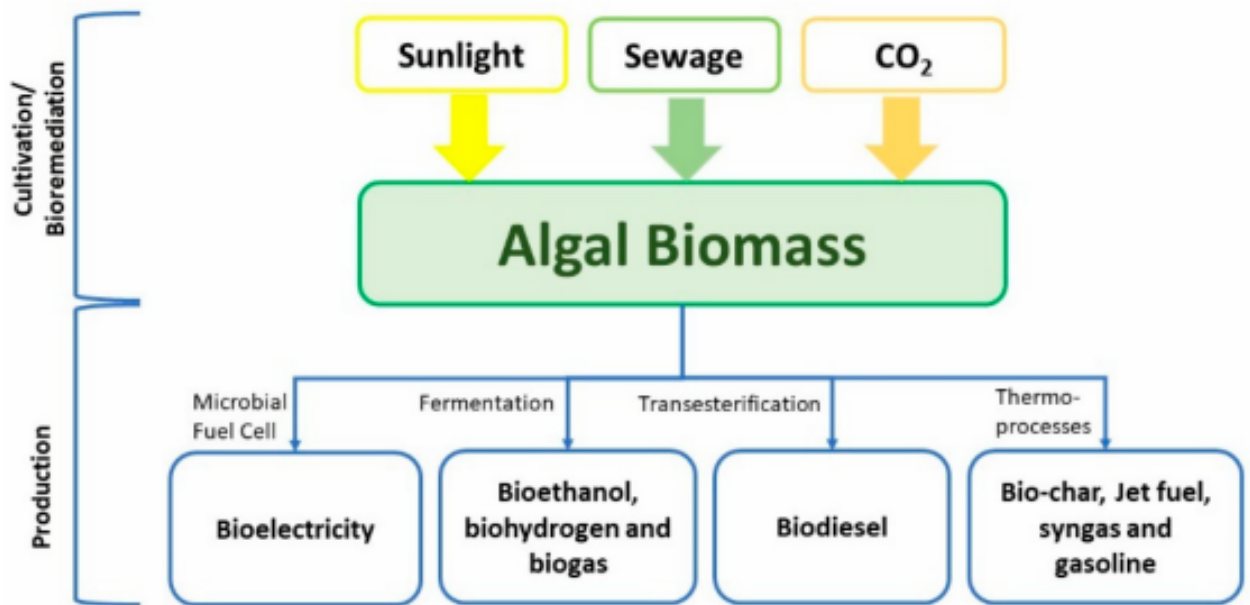 Cultivation/
Bioremediation
Sunlight
Sewage
CO₂
Algal Biomass
Production
Microbial
Fuel Cell
Fermentation
Transesterification
Thermo-
processes
Bioelectricity
Bioethanol,
biohydrogen and
biogas
Biodiesel
Bio-char, Jet fuel,
syngas and
gasoline